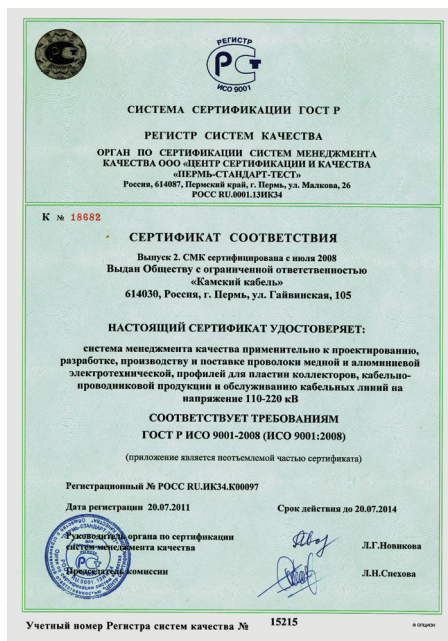 РЕГИСТР
РСТ
ИСО 9001
СИСТЕМА СЕРТИФИКАЦИИ ГОСТ Р
РЕГИСТР СИСТЕМ КАЧЕСТВА
ОРГАН ПО СЕРТИФИКАЦИИ СИСТЕМ МЕНЕДЖМЕНТА
КАЧЕСТВА ООО «ЦЕНТР СЕРТИФИКАЦИИ И КАЧЕСТВА
«ПЕРМЬ-СТАНДАРТ-ТЕСТ»
Россия, 614087, Пермский край, г. Пермь, ул. Малкова, 26
РОСС RU.0001.13ИК34
К № 18682
СЕРТИФИКАТ СООТВЕТСТВИЯ
Выпуск 2. СМК сертифицирована с июля 2008
Выдан Обществу с ограниченной ответственностью
«Камский кабель»
614030, Россия, г. Пермь, ул. Гайвинская, 105
НАСТОЯЩИЙ СЕРТИФИКАТ УДОСТОВЕРЯЕТ:
система менеджмента качества применительно к проектированию,
разработке, производству и поставке проволоки медной и алюминиевой
электротехнической, профилей для пластин коллекторов, кабельно-
проводниковой продукции и обслуживанию кабельных линий на
напряжение 110-220 кВ
СООТВЕТСТВУЕТ ТРЕБОВАНИЯМ
ГОСТ Р ИСО 9001-2008 (ИСО 9001:2008)
(приложение является неотъемлемой частью сертификата)
Регистрационный № РОСС RU.ИК34.К00097
Дата регистрации 20.07.2011 Срок действия до 20.07.2014
Руководитель органа по сертификации
систем менеджмента качества Л.Г.Новикова
Председатель комиссии Л.Н.Спехова
Учетный номер Регистра систем качества № 15215
© ОПЦИОН